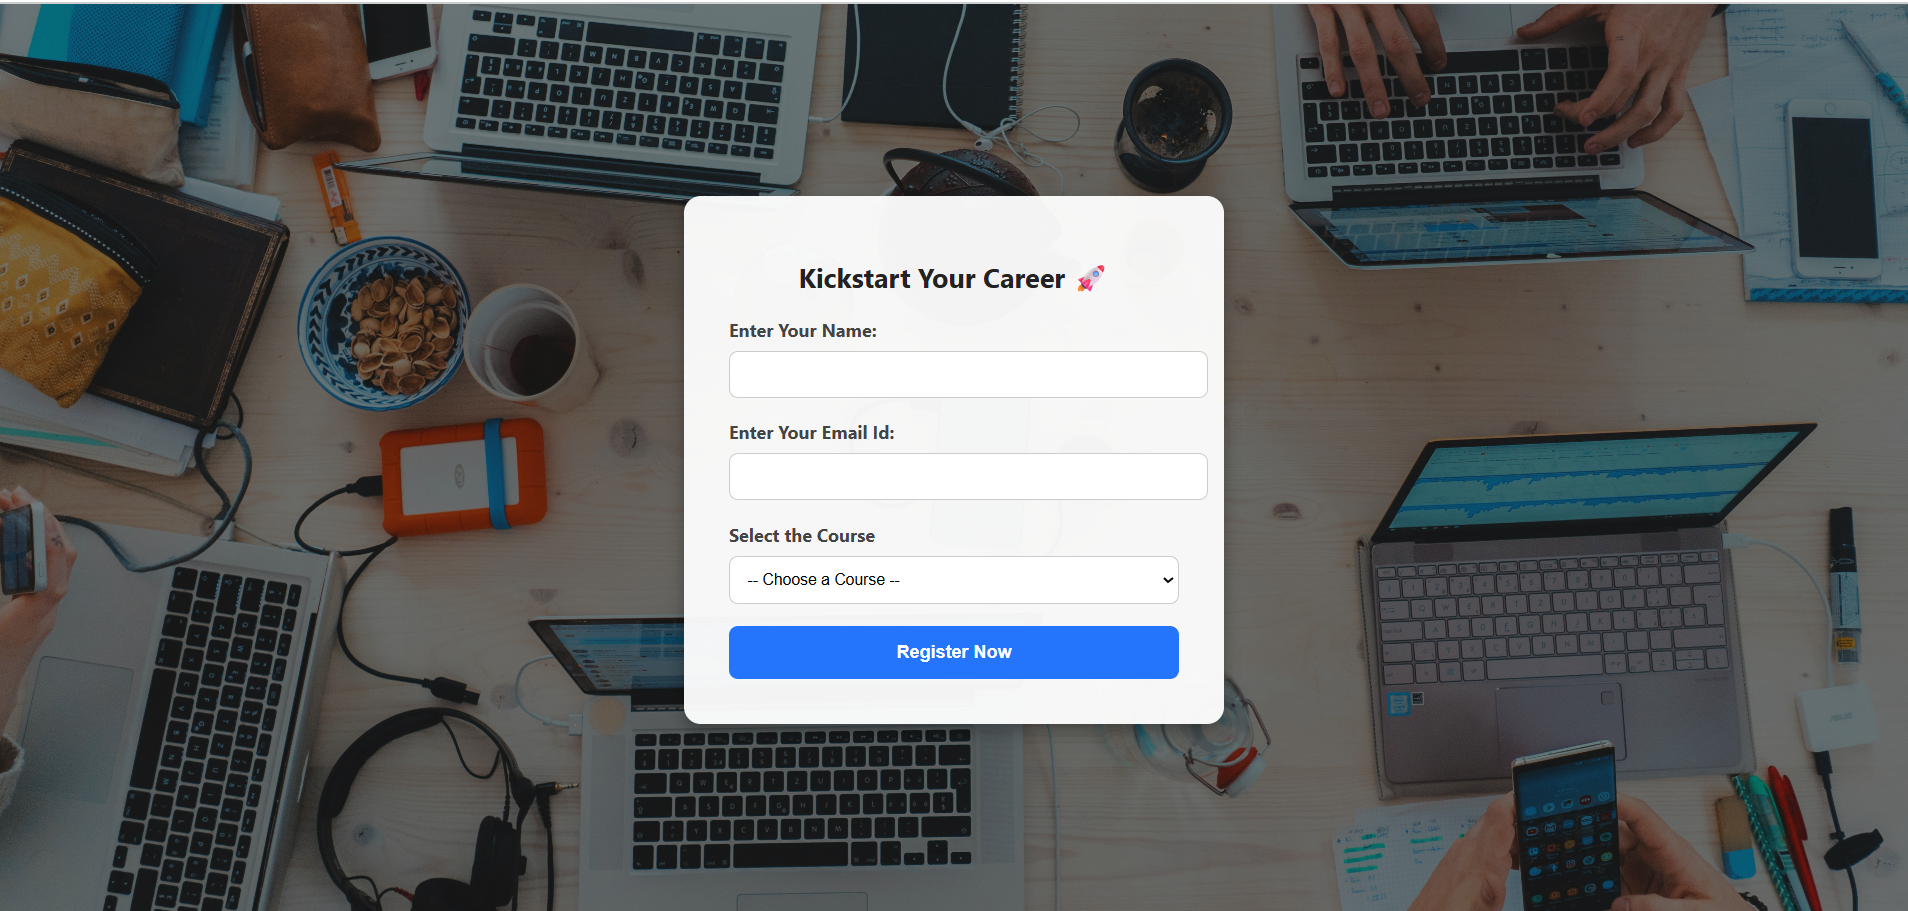 Kickstart Your Career 🚀
Enter Your Name:
Enter Your Email Id:
Select the Course
-- Choose a Course --
Register Now